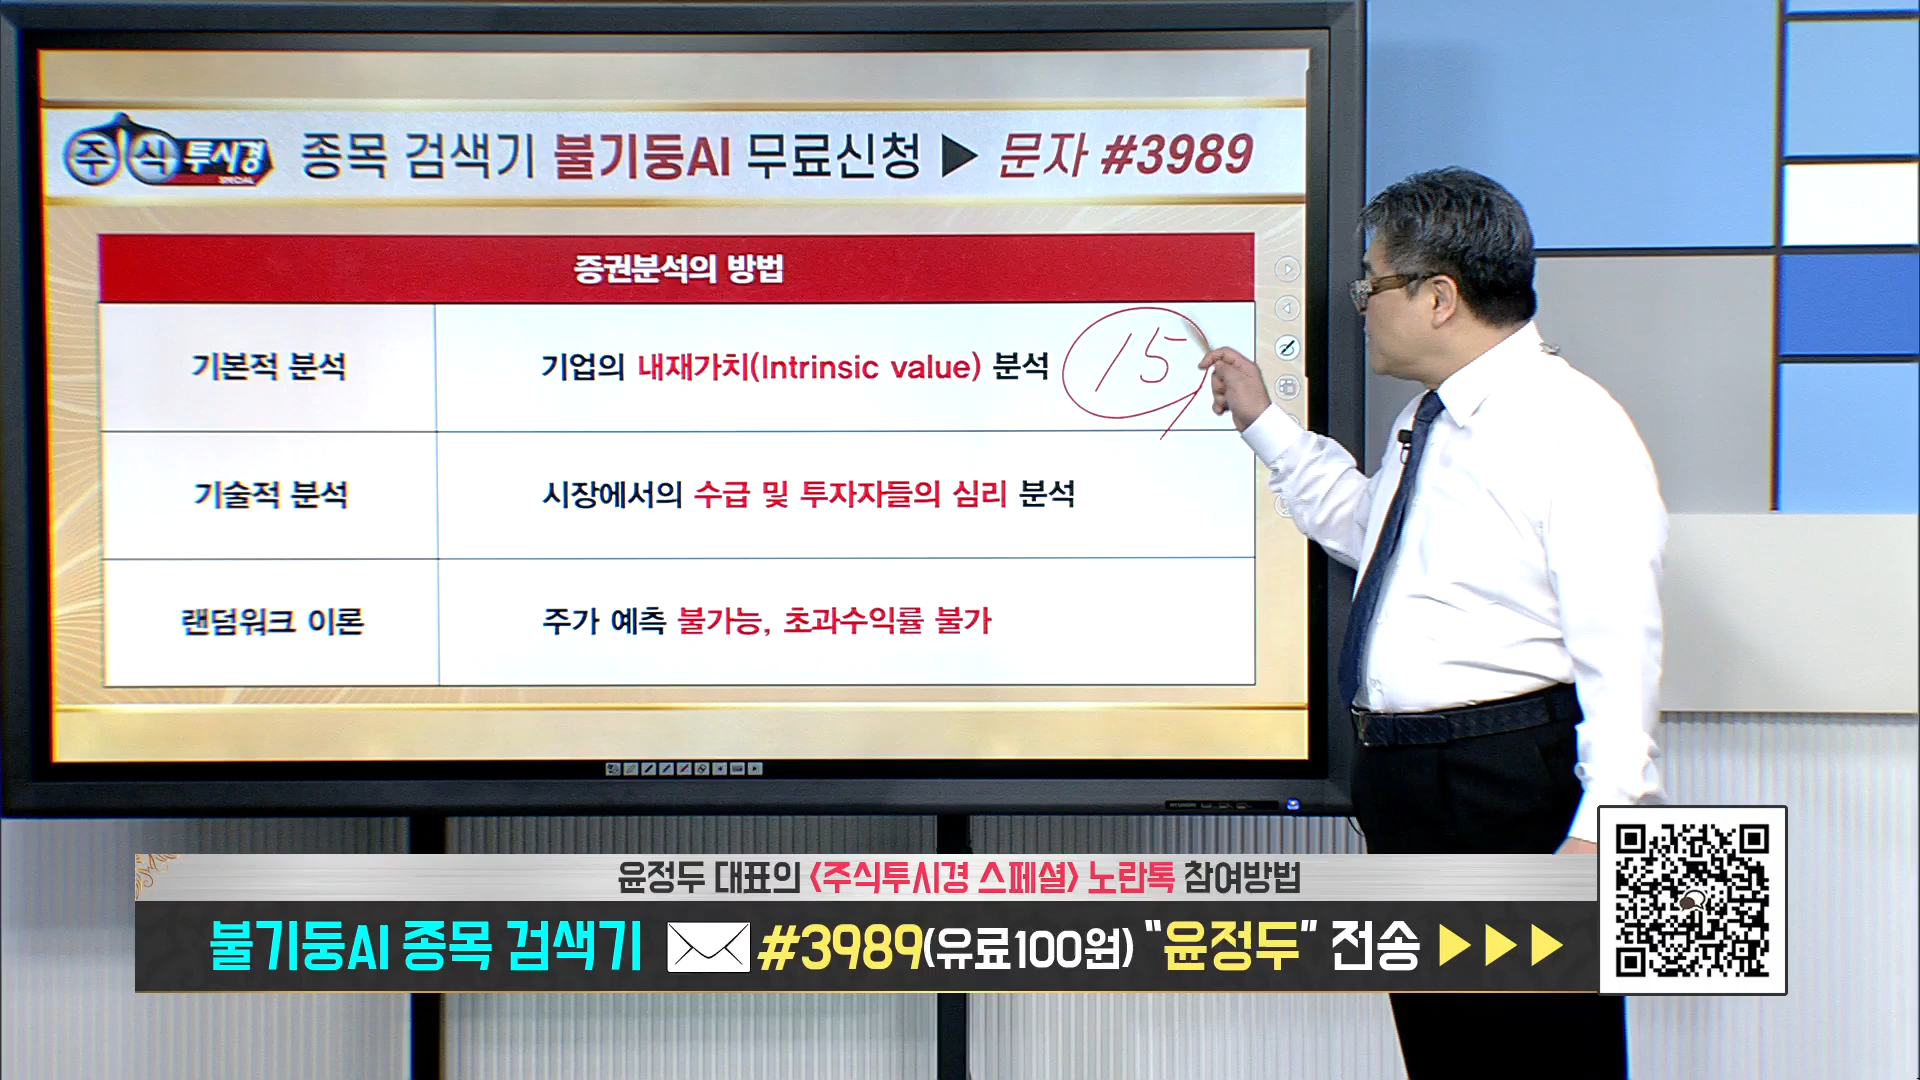 주식투시경 SPECIAL
종목 검색기 불기둥AI 무료신청 ▶ 문자 #3989
증권분석의 방법
기본적 분석
기업의 내재가치(Intrinsic value) 분석
15
기술적 분석
시장에서의 수급 및 투자자들의 심리 분석
랜덤워크 이론
주가 예측 불가능, 초과수익률 불가
HYUNDAI
윤정두 대표의 <주식투시경 스페셜> 노란톡 참여방법
불기둥AI 종목 검색기 #3989(유료100원) "윤정두" 전송 ▶▶▶